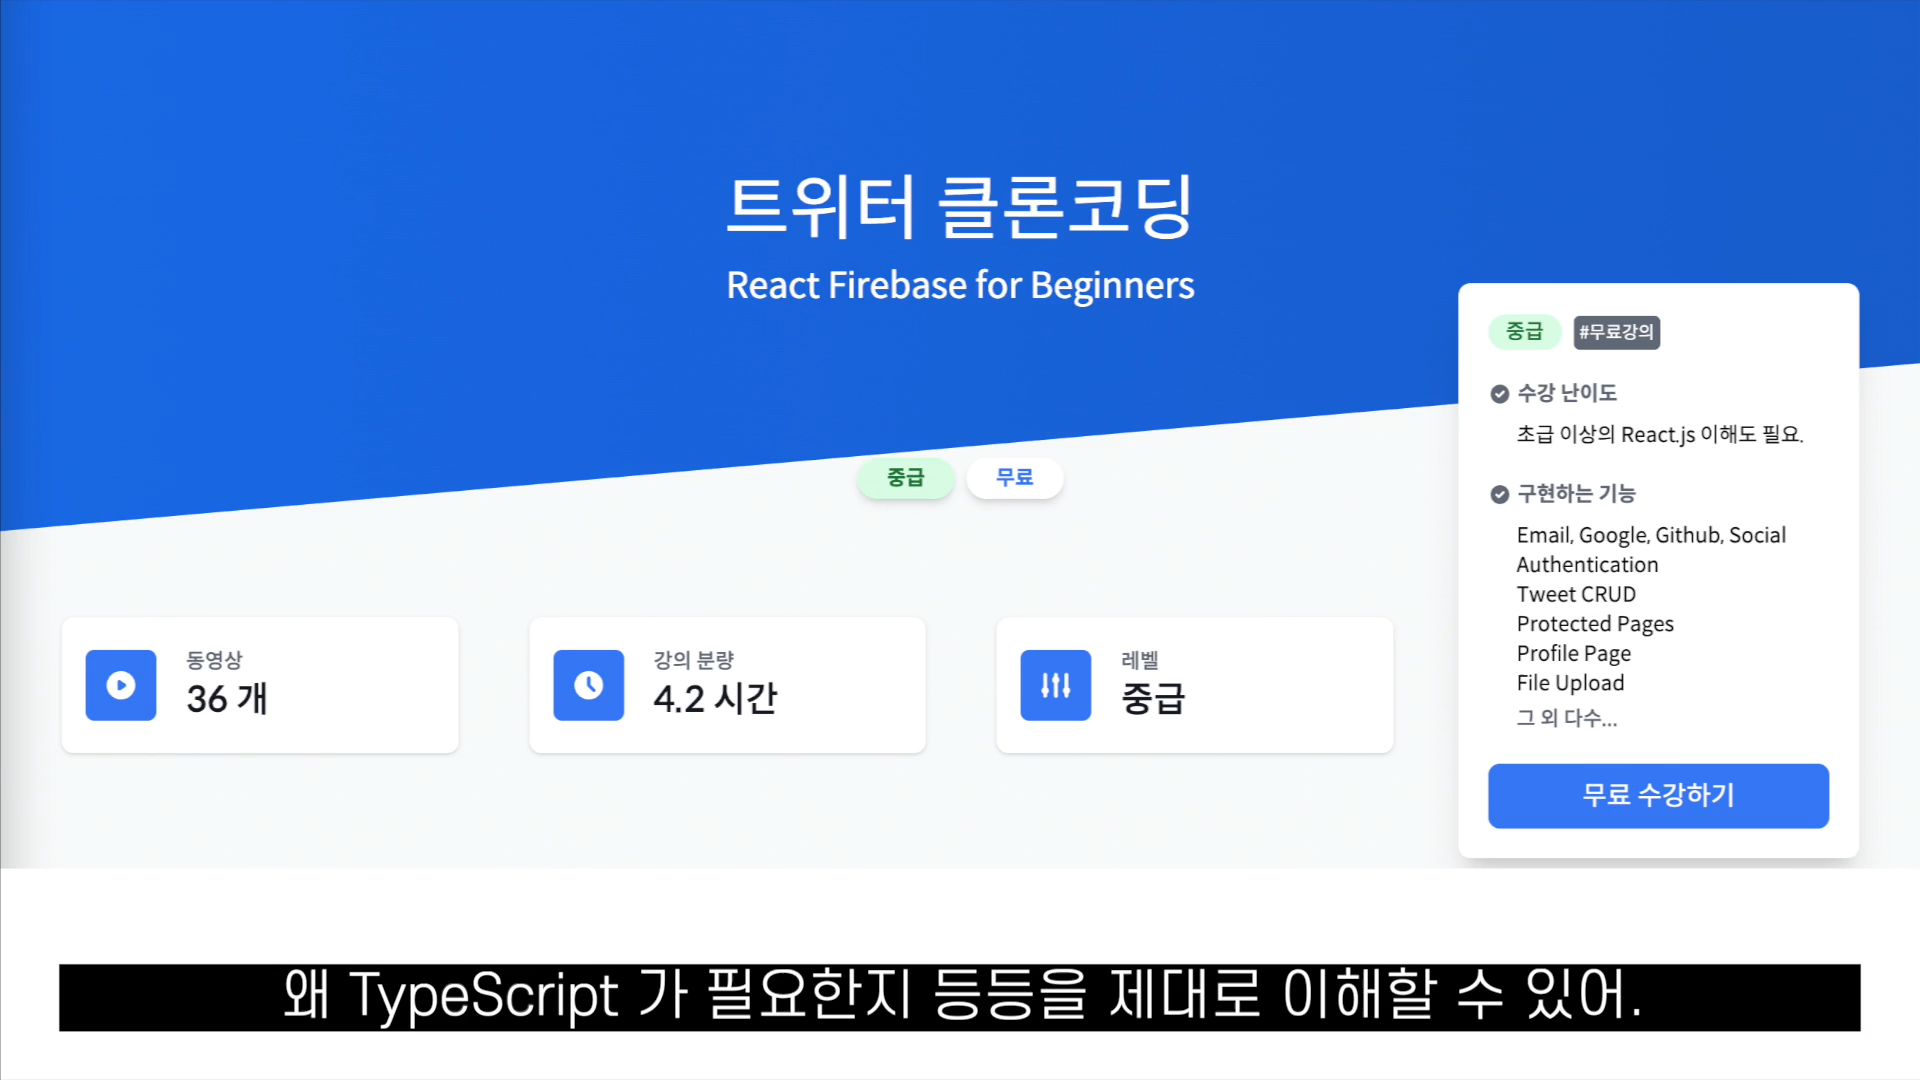 트위터 클론코딩
React Firebase for Beginners
중급
무료
동영상
36 개
강의 분량
4.2 시간
레벨
중급
중급
#무료강의
수강 난이도
초급 이상의 React.js 이해도 필요.
구현하는 기능
Email, Google, Github, Social
Authentication
Tweet CRUD
Protected Pages
Profile Page
File Upload
그 외 다수...
무료 수강하기
왜 TypeScript 가 필요한지 등등을 제대로 이해할 수 있어.